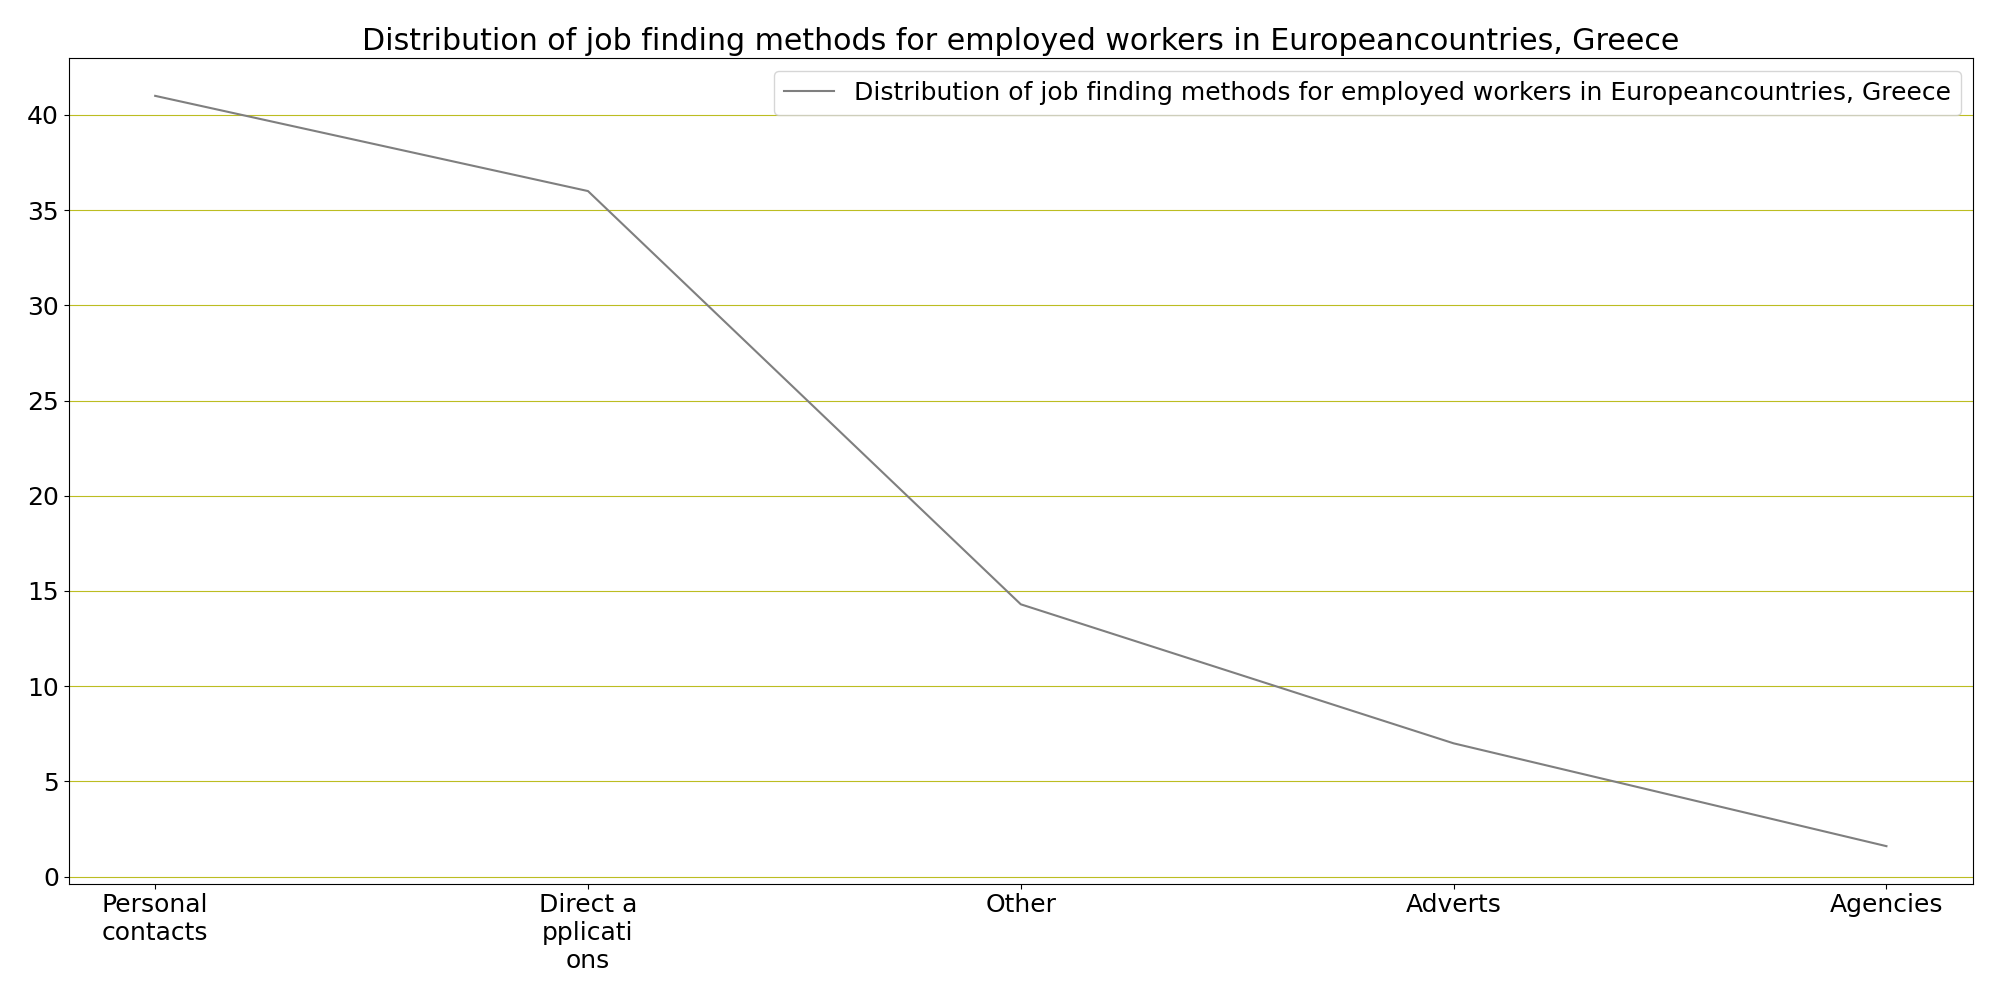 Distribution of job finding methods for employed workers in Europeancountries, Greece
Distribution of job finding methods for employed workers in Europeancountries, Greece
40
35
30
25
20
15
10
5
0
Personal
contacts
Direct a
pplicati
ons
Other
Adverts
Agencies